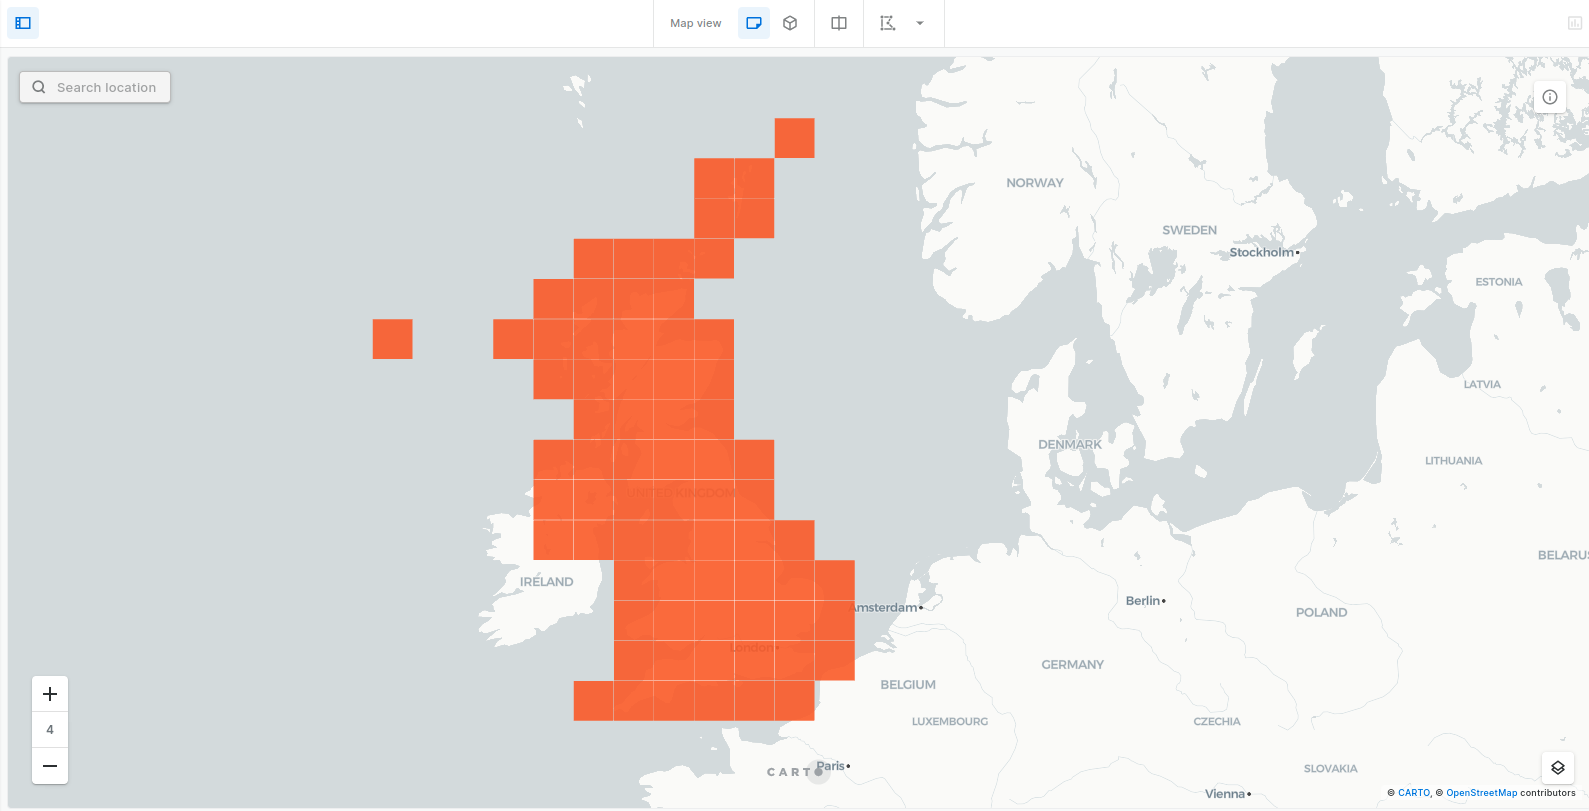 Map view
Search location
NORWAY
SWEDEN
Stockholm
ESTONIA
LATVIA
DENMARK
LITHUANIA
UNITED KINGDOM
BELARUS
IRELAND
Amsterdam
Berlin
POLAND
London
GERMANY
BELGIUM
LUXEMBOURG
CZECHIA
4
CARTO
Paris
SLOVAKIA
Vienna
© CARTO, © OpenStreetMap contributors